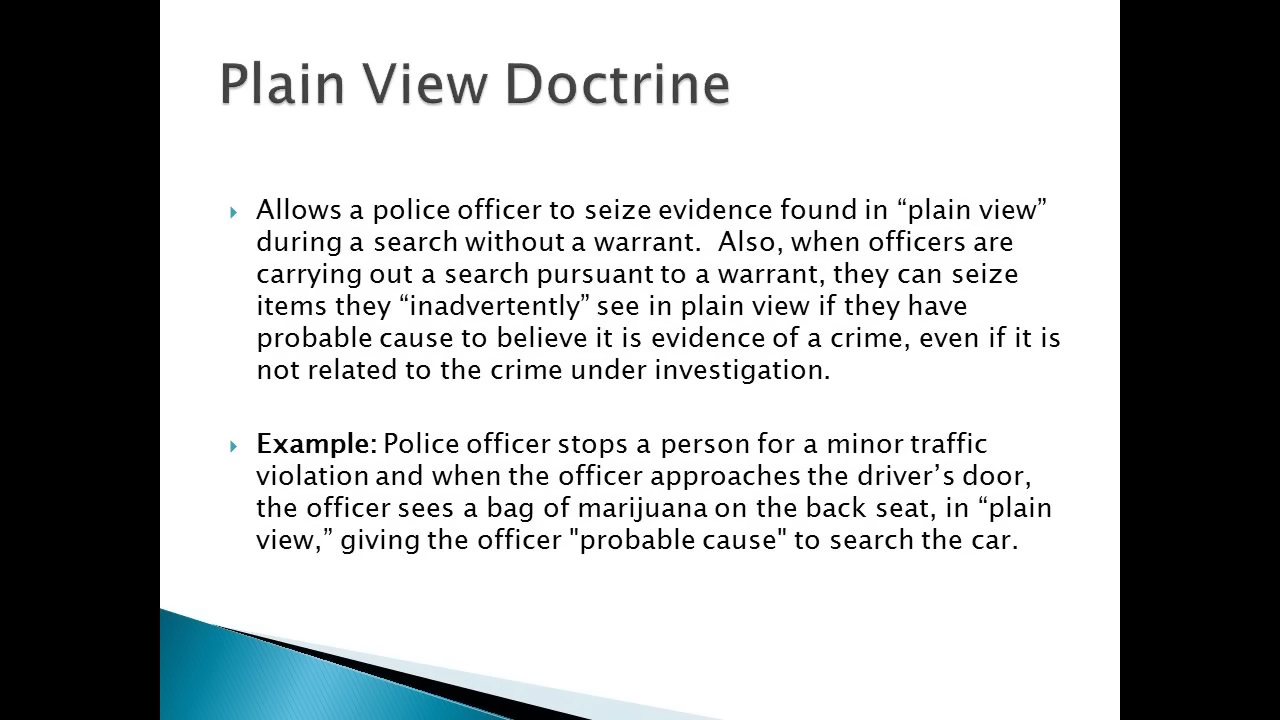 Plain View Doctrine
Allows a police officer to seize evidence found in “plain view”
during a search without a warrant.  Also, when officers are
carrying out a search pursuant to a warrant, they can seize
items they “inadvertently” see in plain view if they have
probable cause to believe it is evidence of a crime, even if it is
not related to the crime under investigation.
Example: Police officer stops a person for a minor traffic
violation and when the officer approaches the driver’s door,
the officer sees a bag of marijuana on the back seat, in “plain
view,” giving the officer "probable cause" to search the car.